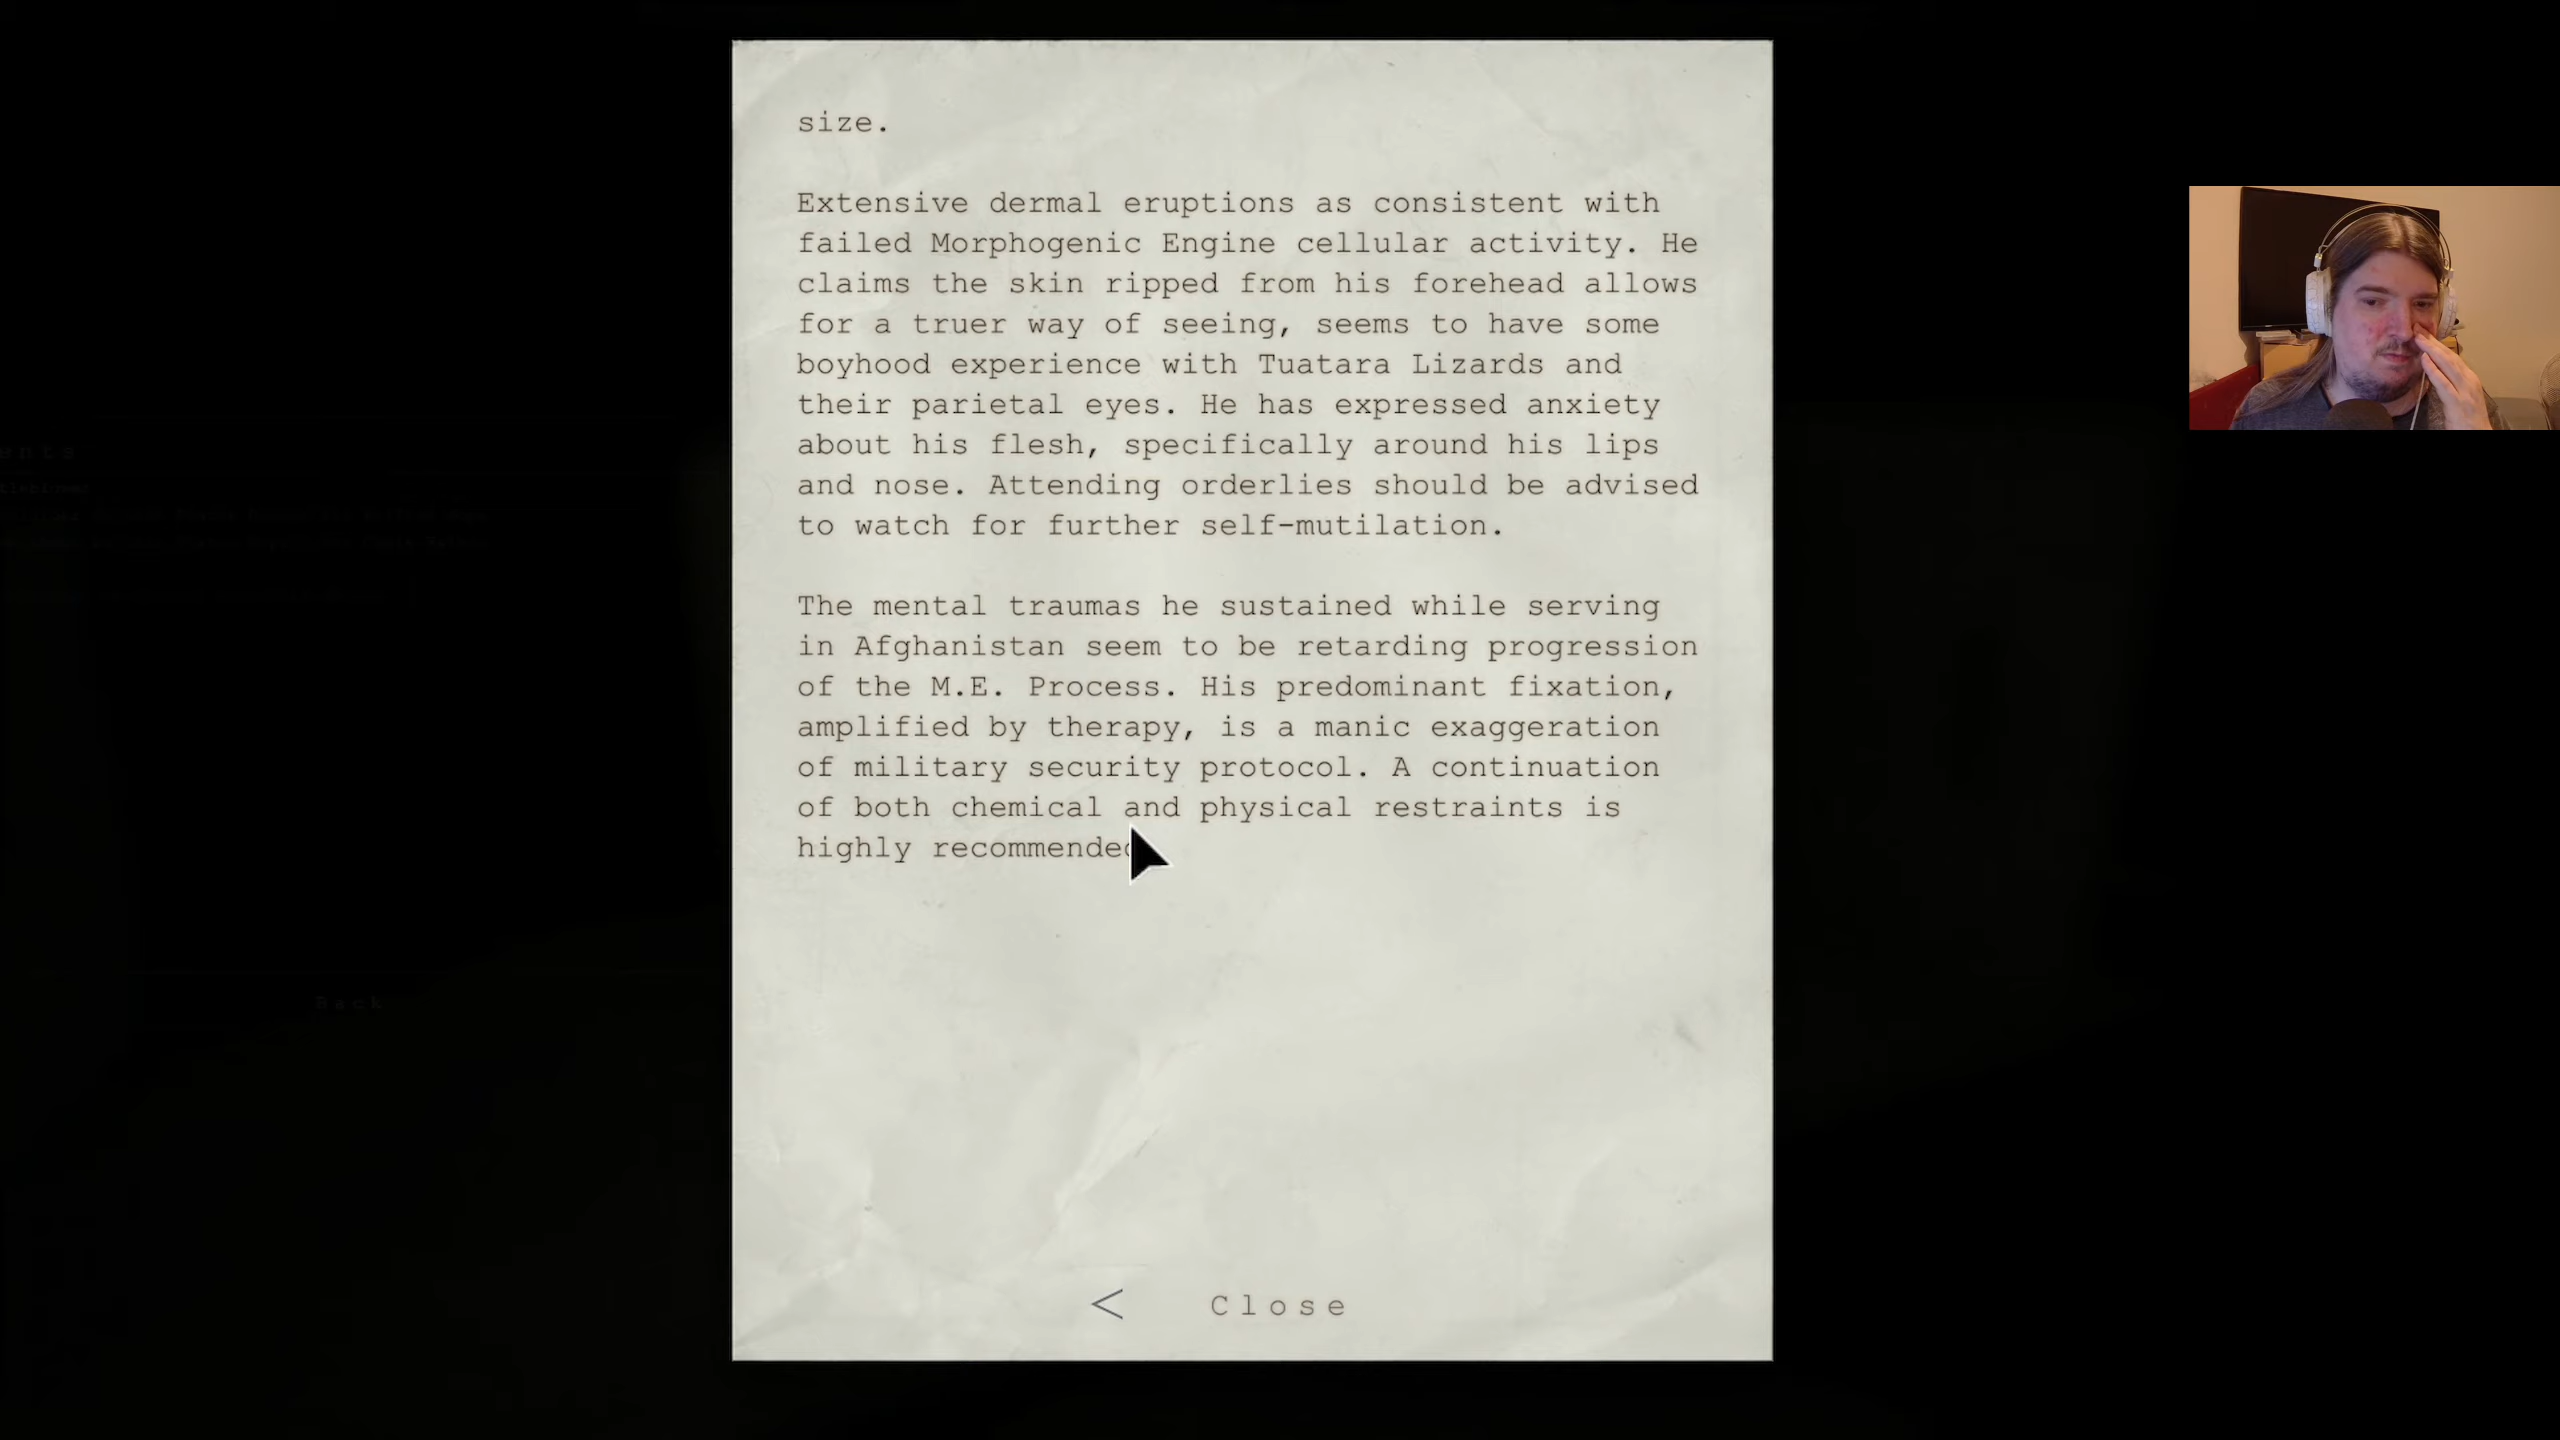 size.
Extensive dermal eruptions as consistent with
failed Morphogenic Engine cellular activity. He
claims the skin ripped from his forehead allows
for a truer way of seeing, seems to have some
boyhood experience with Tuatara Lizards and
their parietal eyes. He has expressed anxiety
about his flesh, specifically around his lips
and nose. Attending orderlies should be advised
to watch for further self-mutilation.
The mental traumas he sustained while serving
in Afghanistan seem to be retarding progression
of the M.E. Process. His predominant fixation,
amplified by therapy, is a manic exaggeration
of military security protocol. A continuation
of both chemical and physical restraints is
highly recommended
< Close
ents
Back